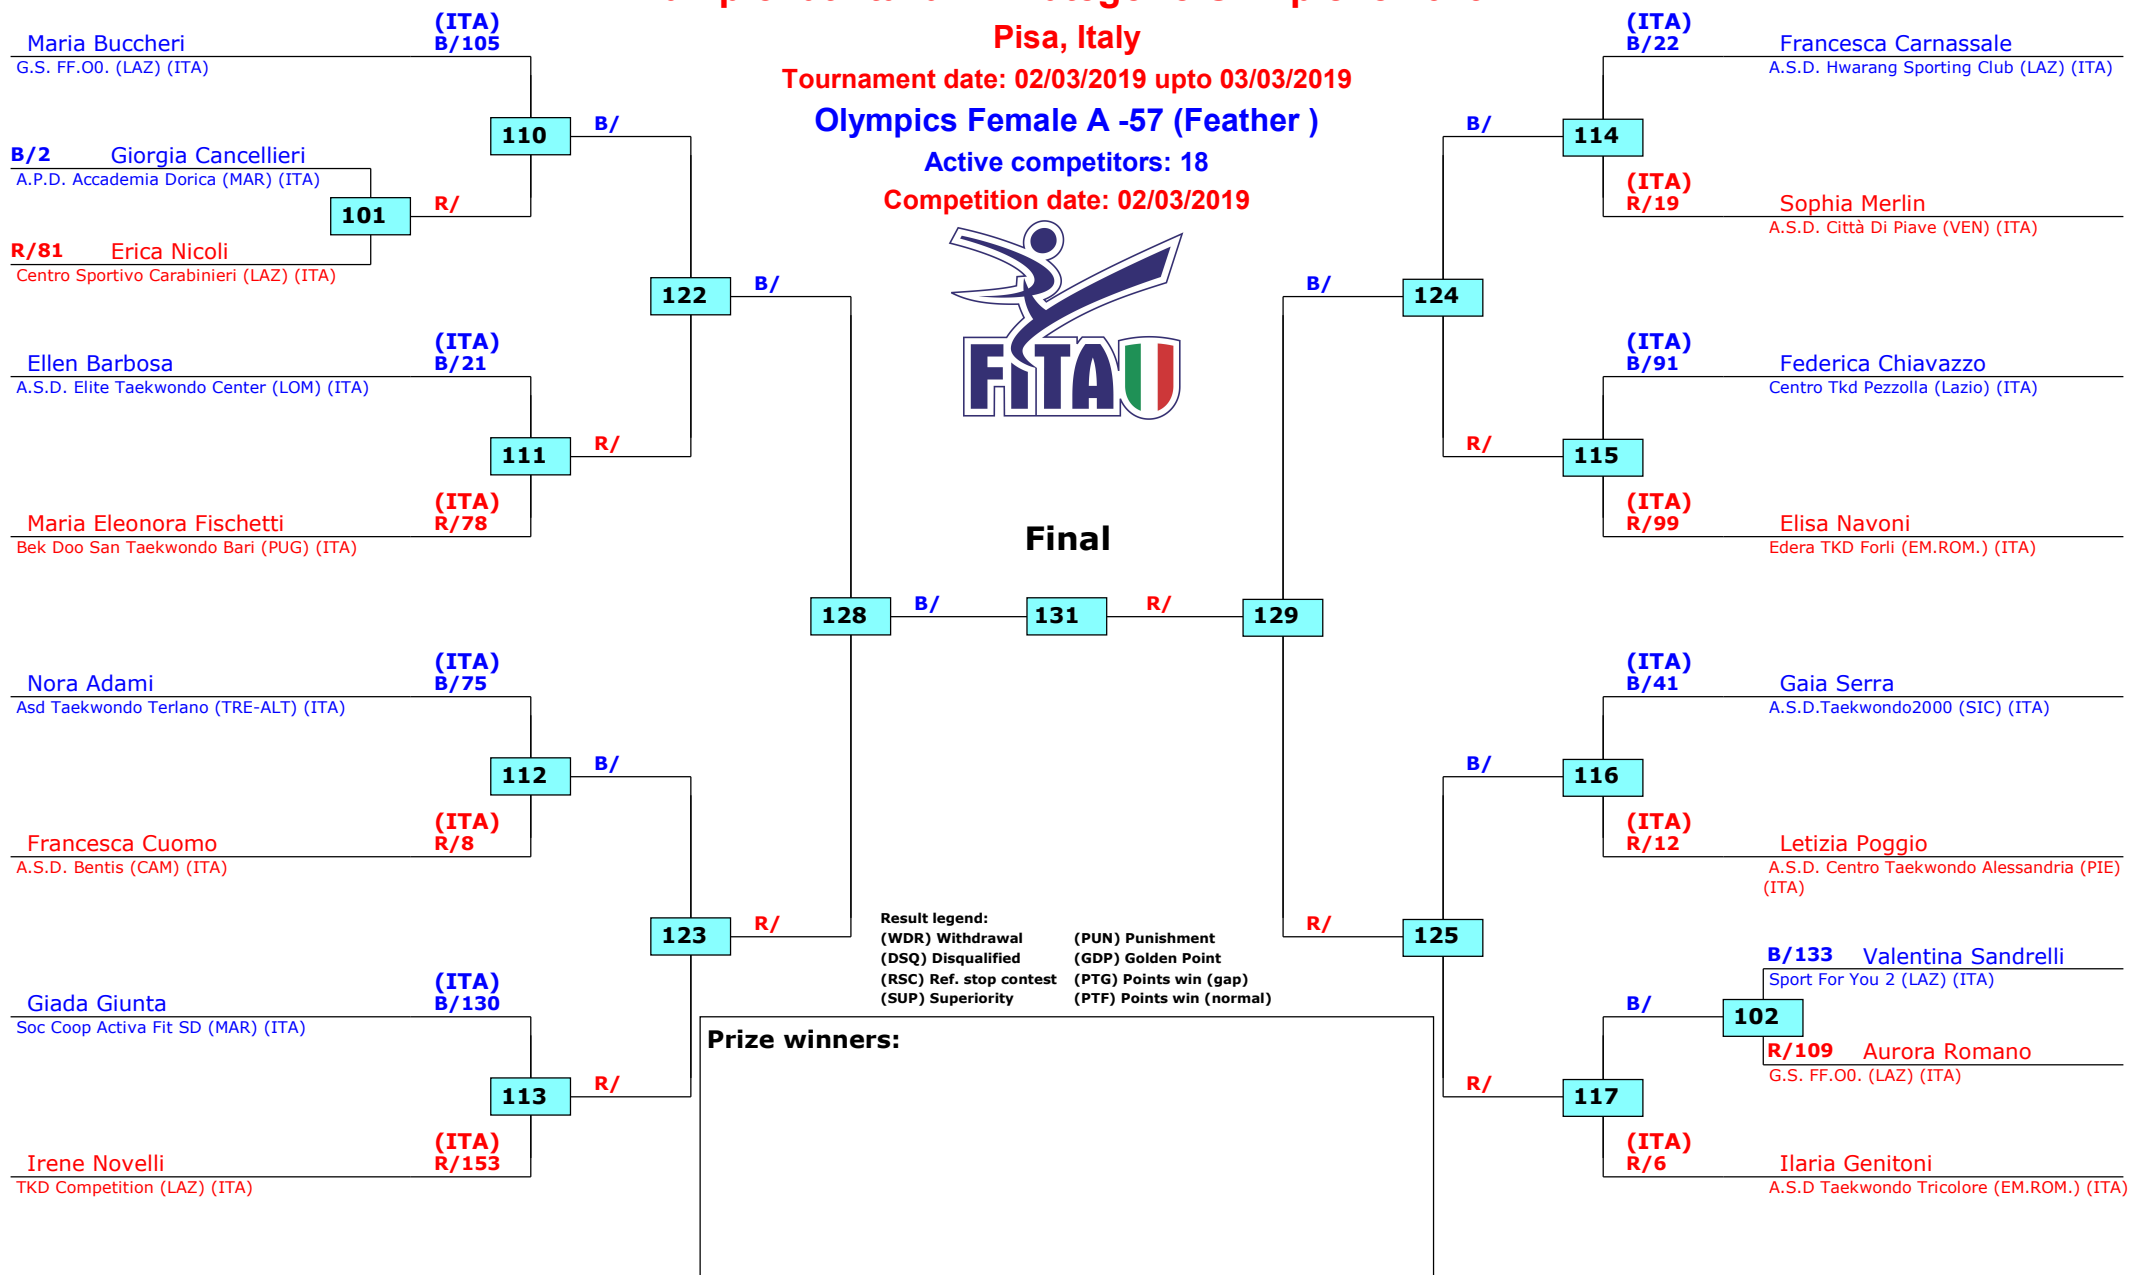 Pisa, Italy
Tournament date: 02/03/2019 upto 03/03/2019
Olympics Female A -57 (Feather )
Active competitors: 18
Competition date: 02/03/2019
FITA
(ITA)
Maria Buccheri B/105
G.S. FF.O0. (LAZ) (ITA)
110 B/
B/2 Giorgia Cancellieri
A.P.D. Accademia Dorica (MAR) (ITA)
101 R/
R/81 Erica Nicoli
Centro Sportivo Carabinieri (LAZ) (ITA)
122 B/
(ITA)
Ellen Barbosa B/21
A.S.D. Elite Taekwondo Center (LOM) (ITA)
111 R/
(ITA)
Maria Eleonora Fischetti R/78
Bek Doo San Taekwondo Bari (PUG) (ITA)
Final
128 B/ 131 R/ 129
(ITA)
Nora Adami B/75
Asd Taekwondo Terlano (TRE-ALT) (ITA)
112 B/
(ITA)
Francesca Cuomo R/8
A.S.D. Bentis (CAM) (ITA)
123 R/
(ITA)
Giada Giunta B/130
Soc Coop Activa Fit SD (MAR) (ITA)
113 R/
(ITA)
Irene Novelli R/153
TKD Competition (LAZ) (ITA)
(ITA)
B/22 Francesca Carnassale
A.S.D. Hwarang Sporting Club (LAZ) (ITA)
B/ 114
(ITA)
R/19 Sophia Merlin
A.S.D. Città Di Piave (VEN) (ITA)
B/ 124
(ITA)
B/91 Federica Chiavazzo
Centro Tkd Pezzolla (Lazio) (ITA)
R/ 115
(ITA)
R/99 Elisa Navoni
Edera TKD Forli (EM.ROM.) (ITA)
(ITA)
B/41 Gaia Serra
A.S.D.Taekwondo2000 (SIC) (ITA)
B/ 116
(ITA)
R/12 Letizia Poggio
A.S.D. Centro Taekwondo Alessandria (PIE)
(ITA)
R/ 125
B/133 Valentina Sandrelli
Sport For You 2 (LAZ) (ITA)
B/ 102
R/109 Aurora Romano
G.S. FF.O0. (LAZ) (ITA)
R/ 117
(ITA)
R/6 Ilaria Genitoni
A.S.D Taekwondo Tricolore (EM.ROM.) (ITA)
Result legend:
(WDR) Withdrawal (PUN) Punishment
(DSQ) Disqualified (GDP) Golden Point
(RSC) Ref. stop contest (PTG) Points win (gap)
(SUP) Superiority (PTF) Points win (normal)
Prize winners: